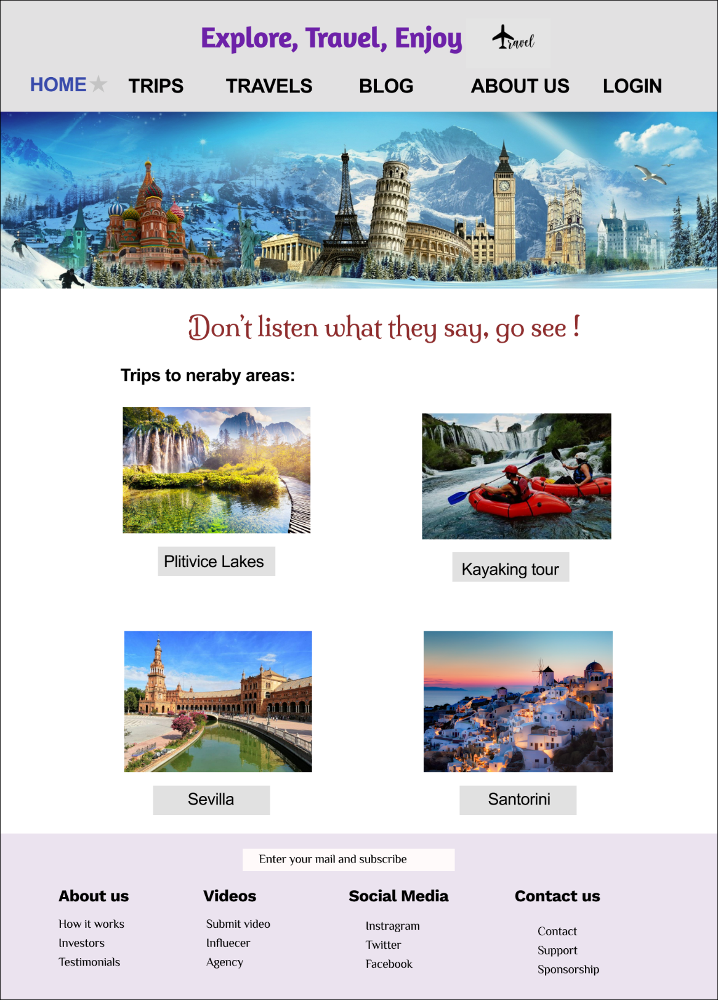 Explore, Travel, Enjoy
Travel
HOME TRIPS TRAVELS BLOG ABOUT US LOGIN
Don't listen what they say, go see !
Trips to neraby areas:
Plitivice Lakes
Kayaking tour
Sevilla
Santorini
Enter your mail and subscribe
About us
How it works
Investors
Testimonials
Videos
Submit video
Influecer
Agency
Social Media
Instragram
Twitter
Facebook
Contact us
Contact
Support
Sponsorship